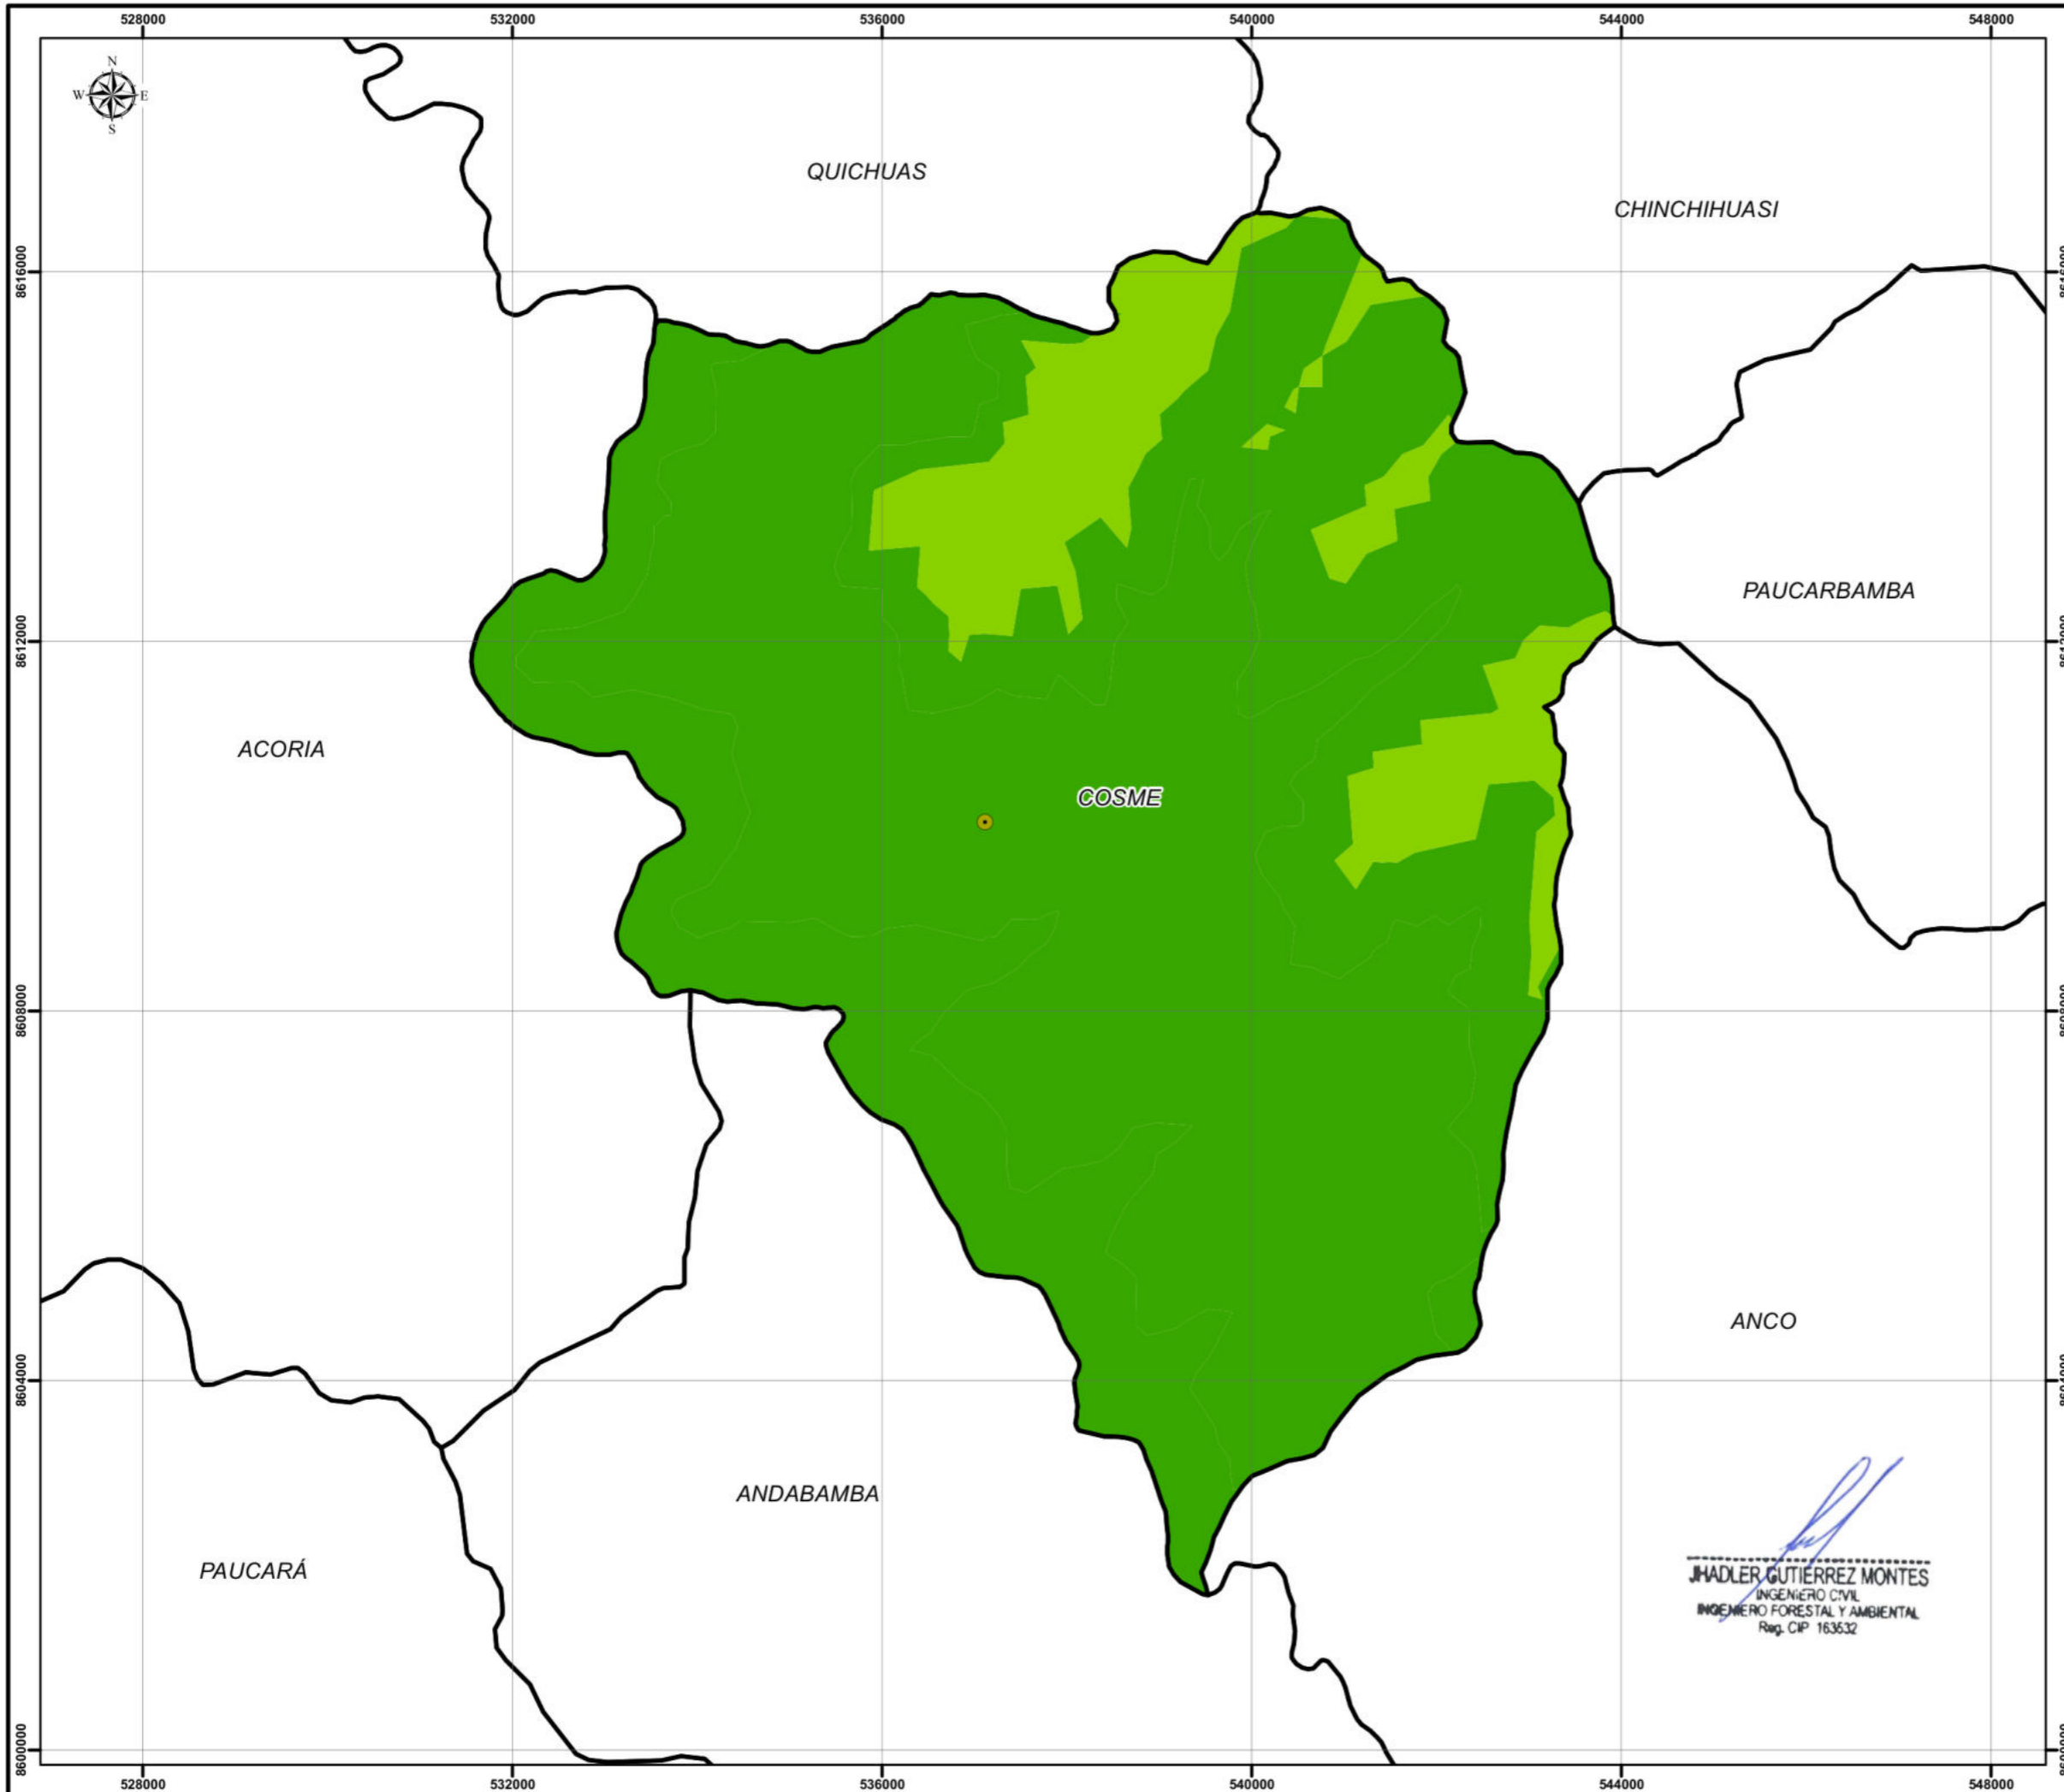 528000 532000 536000 540000 544000 548000
N
W E
S
QUICHUAS
CHINCHIHUASI
8616000
PAUCARBAMBA
8612000
ACORIA
COSME
8608000
ANCO
8604000
ANDABAMBA
PAUCARÁ
JHADLER GUTIERREZ MONTES
INGENIERO CIVIL
INGENIERO FORESTAL Y AMBIENTAL
Reg. CIP 163532
8600000
528000 532000 536000 540000 544000 548000